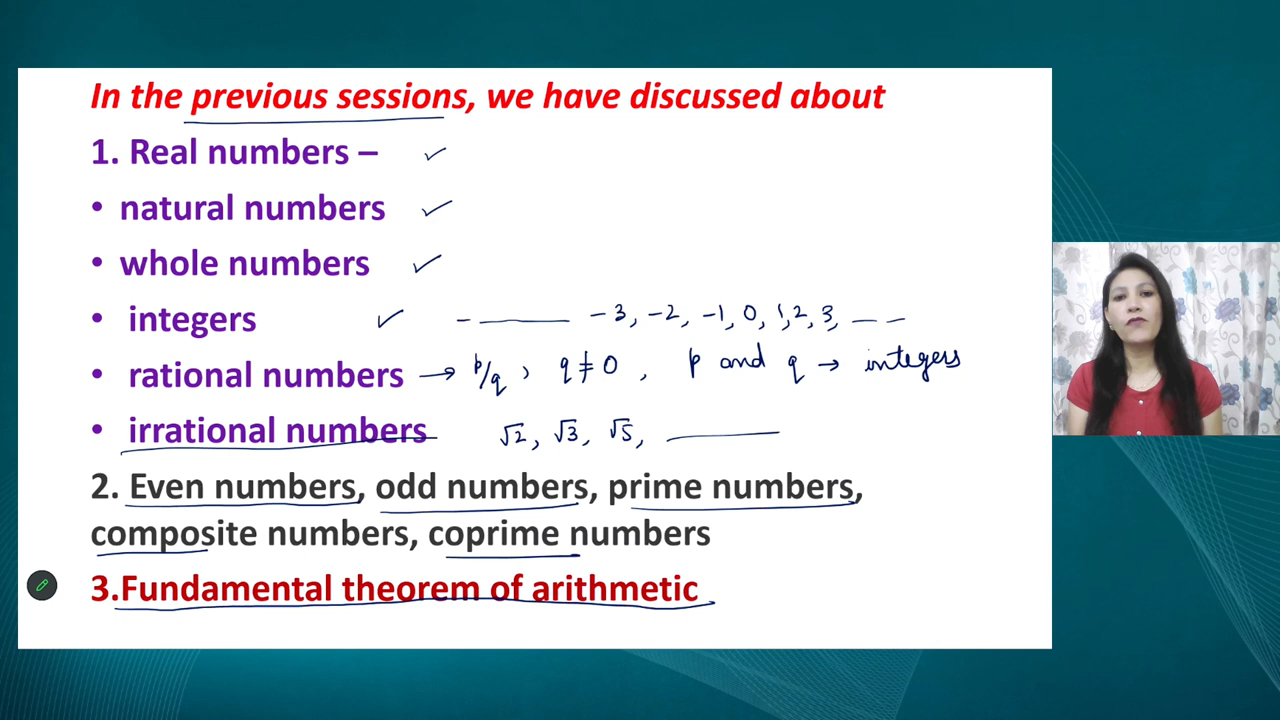 In the previous sessions, we have discussed about
1. Real numbers –
• natural numbers
• whole numbers
• integers - ——— -3, -2, -1, 0, 1, 2, 3, — —
• rational numbers → p/q, q ≠ 0, p and q → integers
• irrational numbers √2, √3, √5, ———
2. Even numbers, odd numbers, prime numbers,
composite numbers, coprime numbers
3.Fundamental theorem of arithmetic